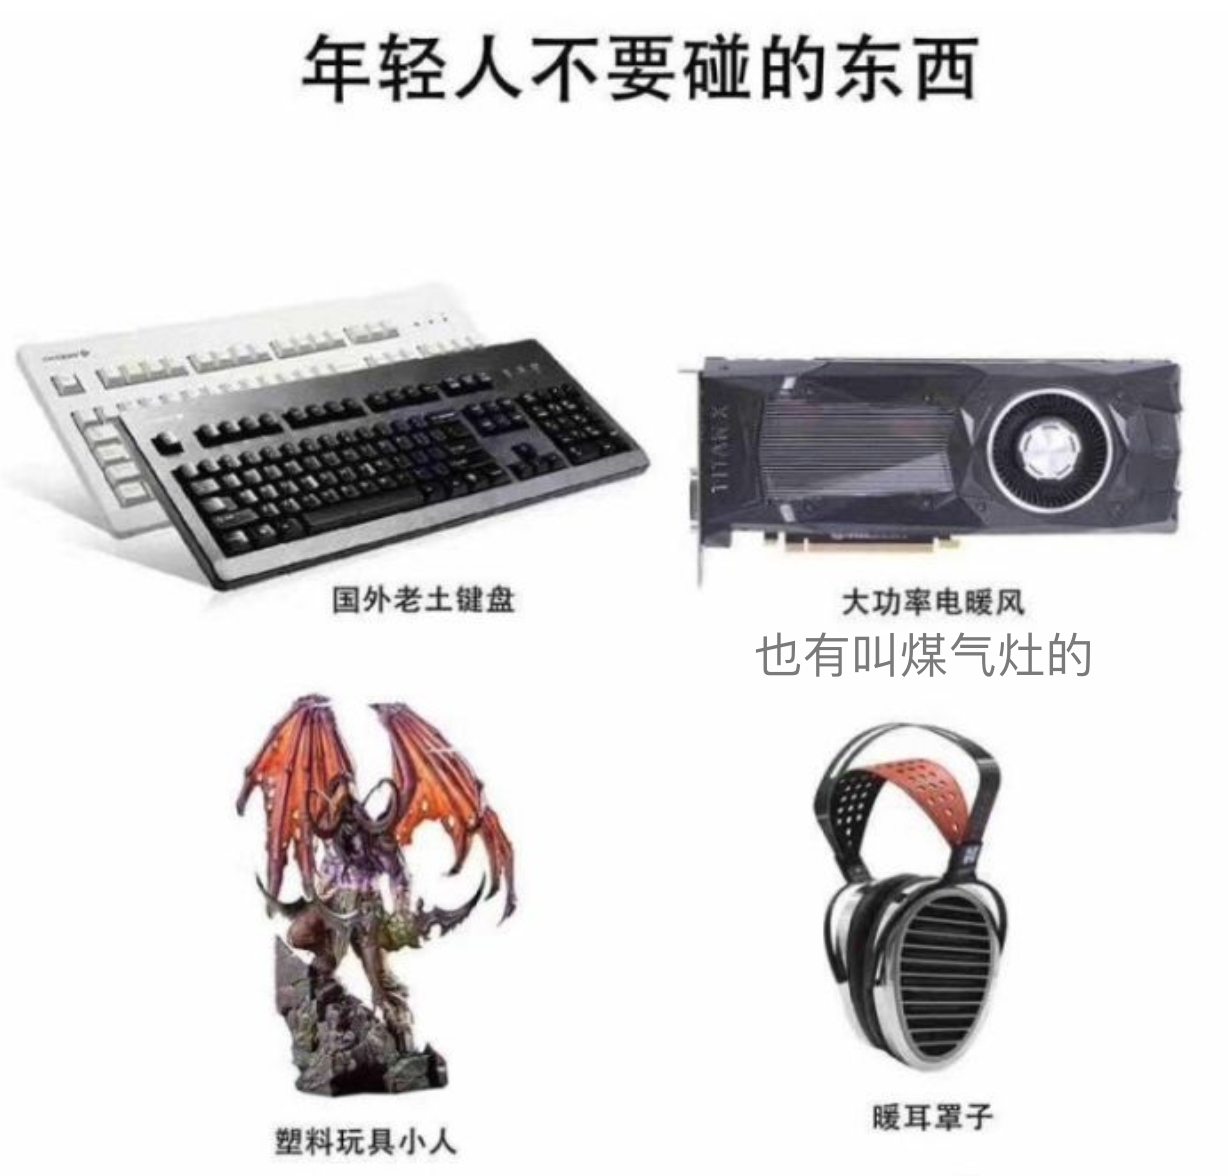 年轻人不要碰的东西
TITAN X
国外老土键盘
大功率电暖风
也有叫煤气灶的
塑料玩具小人
暖耳罩子